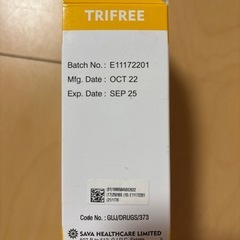 TRIFREE
Batch No. : E11172201
Mfg. Date : OCT 22
Exp. Date : SEP 25
Code No. : GUJ/DRUGS/373
SAVA HEALTHCARE LIMITED